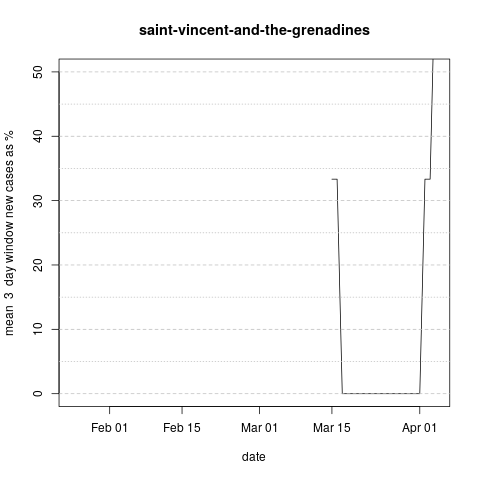 saint-vincent-and-the-grenadines
mean 3 day window new cases as %
50
40
30
20
10
0
Feb 01 Feb 15 Mar 01 Mar 15 Apr 01
date